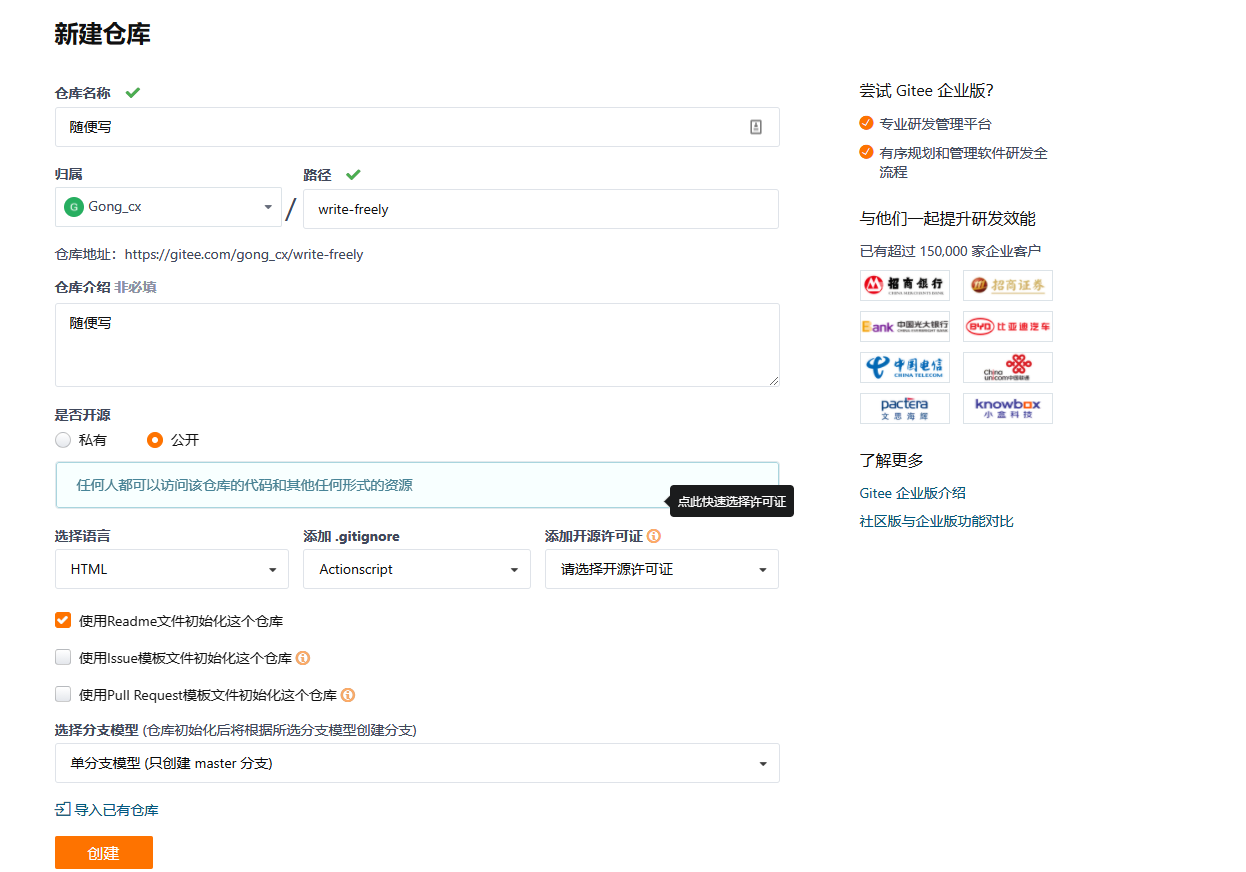 新建仓库
仓库名称
随便写
归属
路径
G Gong_cx
/
write-freely
仓库地址：https://gitee.com/gong_cx/write-freely
仓库介绍 非必填
随便写
是否开源
私有
公开
任何人都可以访问该仓库的代码和其他任何形式的资源
点此快速选择许可证
选择语言
添加 .gitignore
添加开源许可证
HTML
Actionscript
请选择开源许可证
使用Readme文件初始化这个仓库
使用Issue模板文件初始化这个仓库
使用Pull Request模板文件初始化这个仓库
选择分支模型 (仓库初始化后将根据所选分支模型创建分支)
单分支模型 (只创建 master 分支)
导入已有仓库
创建
尝试 Gitee 企业版？
专业研发管理平台
有序规划和管理软件研发全
流程
与他们一起提升研发效能
已有超过 150,000 家企业客户
招商银行
CHINA MERCHANTS BANK
招商证券
Bank 中国光大银行
CHINA EVERBRIGHT BANK
BYD 比亚迪汽车
中国电信
CHINA TELECOM
China
unicom中国联通
pactera
文思海辉
knowbox
小盒科技
了解更多
Gitee 企业版介绍
社区版与企业版功能对比